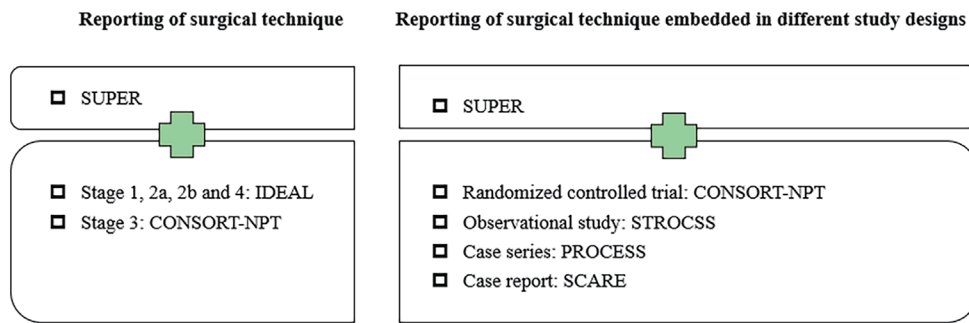 Reporting of surgical technique
SUPER
Stage 1, 2a, 2b and 4: IDEAL
Stage 3: CONSORT-NPT
Reporting of surgical technique embedded in different study designs
SUPER
Randomized controlled trial: CONSORT-NPT
Observational study: STROCSS
Case series: PROCESS
Case report: SCARE